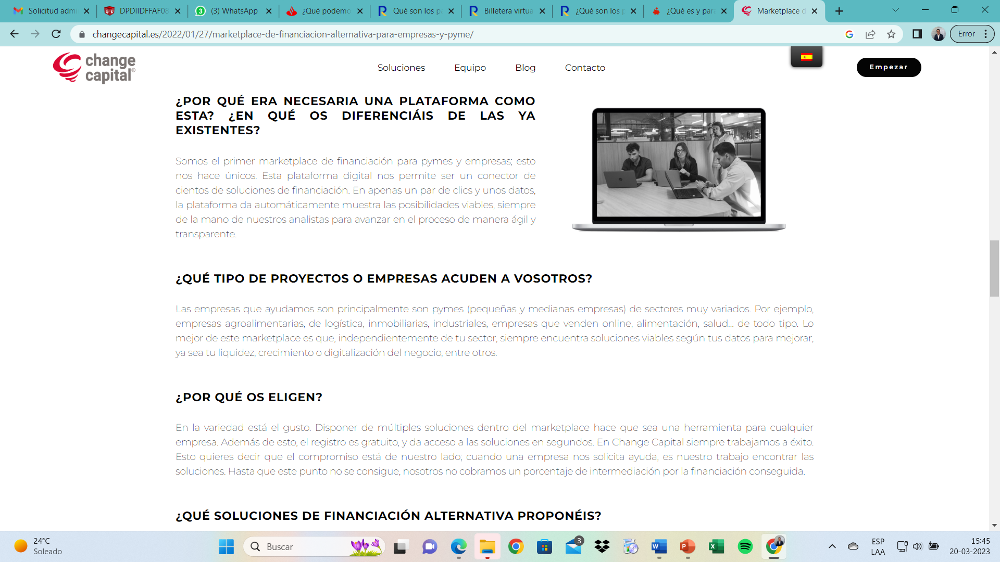 Solicitud admi
DPDIIDFFAF08
(3) WhatsApp
¿Qué podemo
Qué son los p
Billetera virtua
¿Qué son los p
¿Qué es y para
Marketplace d
changecapital.es/2022/01/27/marketplace-de-financiacion-alternativa-para-empresas-y-pyme/
Error
change
capital®
Soluciones
Equipo
Blog
Contacto
Empezar
¿POR QUÉ ERA NECESARIA UNA PLATAFORMA COMO
ESTA? ¿EN QUÉ OS DIFERENCIÁIS DE LAS YA
EXISTENTES?
Somos el primer marketplace de financiación para pymes y empresas; esto
nos hace únicos. Esta plataforma digital nos permite ser un conector de
cientos de soluciones de financiación. En apenas un par de clics y unos datos,
la plataforma da automáticamente muestra las posibilidades viables, siempre
de la mano de nuestros analistas para avanzar en el proceso de manera ágil y
transparente.
¿QUÉ TIPO DE PROYECTOS O EMPRESAS ACUDEN A VOSOTROS?
Las empresas que ayudamos son principalmente son pymes (pequeñas y medianas empresas) de sectores muy variados. Por ejemplo,
empresas agroalimentarias, de logística, inmobiliarias, industriales, empresas que venden online, alimentación, salud... de todo tipo. Lo
mejor de este marketplace es que, independientemente de tu sector, siempre encuentra soluciones viables según tus datos para mejorar,
ya sea tu liquidez, crecimiento o digitalización del negocio, entre otros.
¿POR QUÉ OS ELIGEN?
En la variedad está el gusto. Disponer de múltiples soluciones dentro del marketplace hace que sea una herramienta para cualquier
empresa. Además de esto, el registro es gratuito, y da acceso a las soluciones en segundos. En Change Capital siempre trabajamos a éxito.
Esto quieres decir que el compromiso está de nuestro lado; cuando una empresa nos solicita ayuda, es nuestro trabajo encontrar las
soluciones. Hasta que este punto no se consigue, nosotros no cobramos un porcentaje de intermediación por la financiación conseguida.
¿QUÉ SOLUCIONES DE FINANCIACIÓN ALTERNATIVA PROPONÉIS?
24°C
Soleado
Buscar
3
ESP
LAA
15:45
20-03-2023